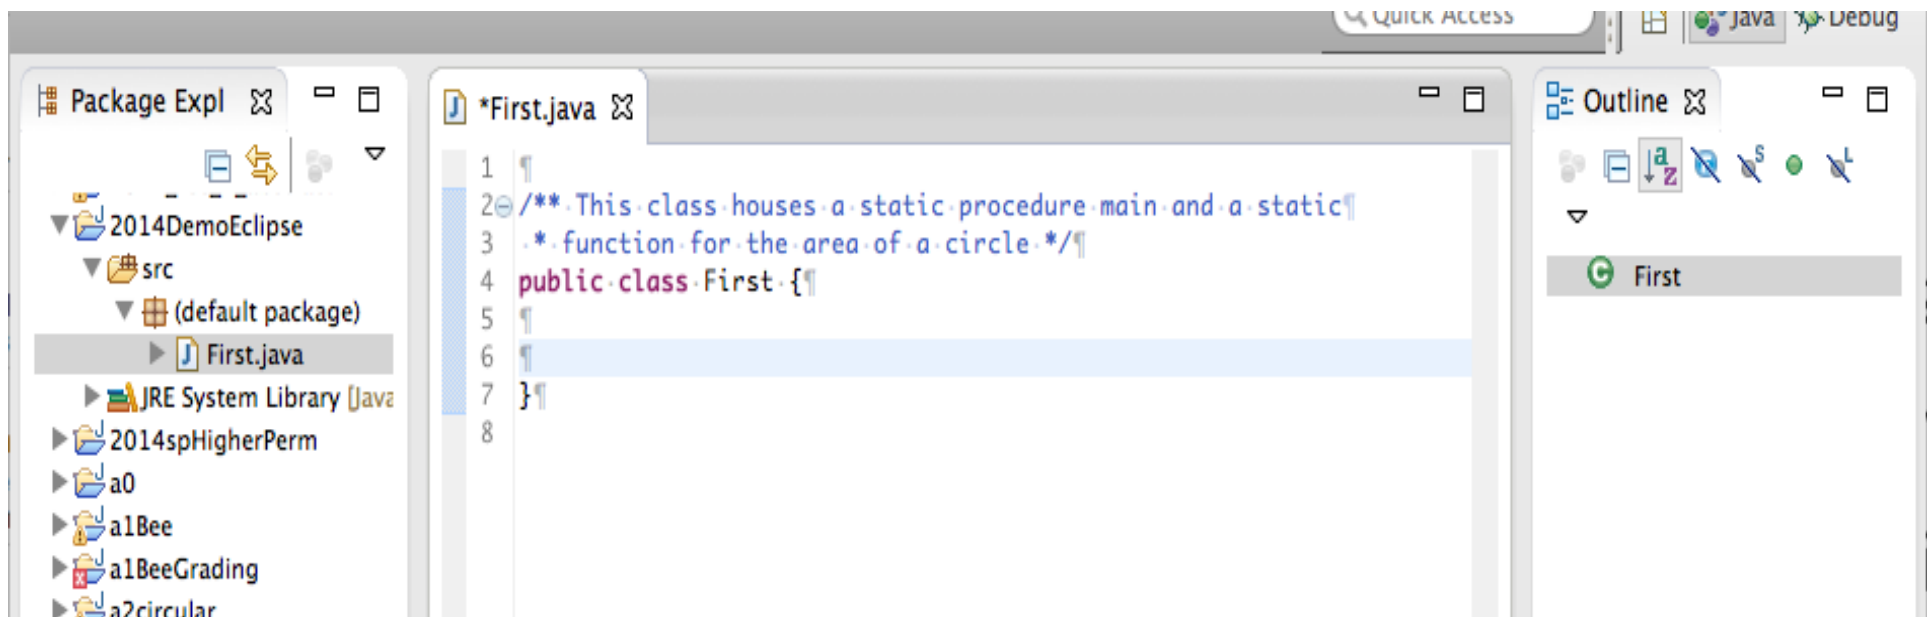 Quick Access
Java
Debug
Package Expl
2014DemoEclipse
src
(default package)
First.java
JRE System Library [Java
2014spHigherPerm
a0
a1Bee
a1BeeGrading
a2circular
*First.java
1
2 /** This class houses a static procedure main and a static
3 * function for the area of a circle */
4 public class First {
5
6
7 }
8
Outline
First